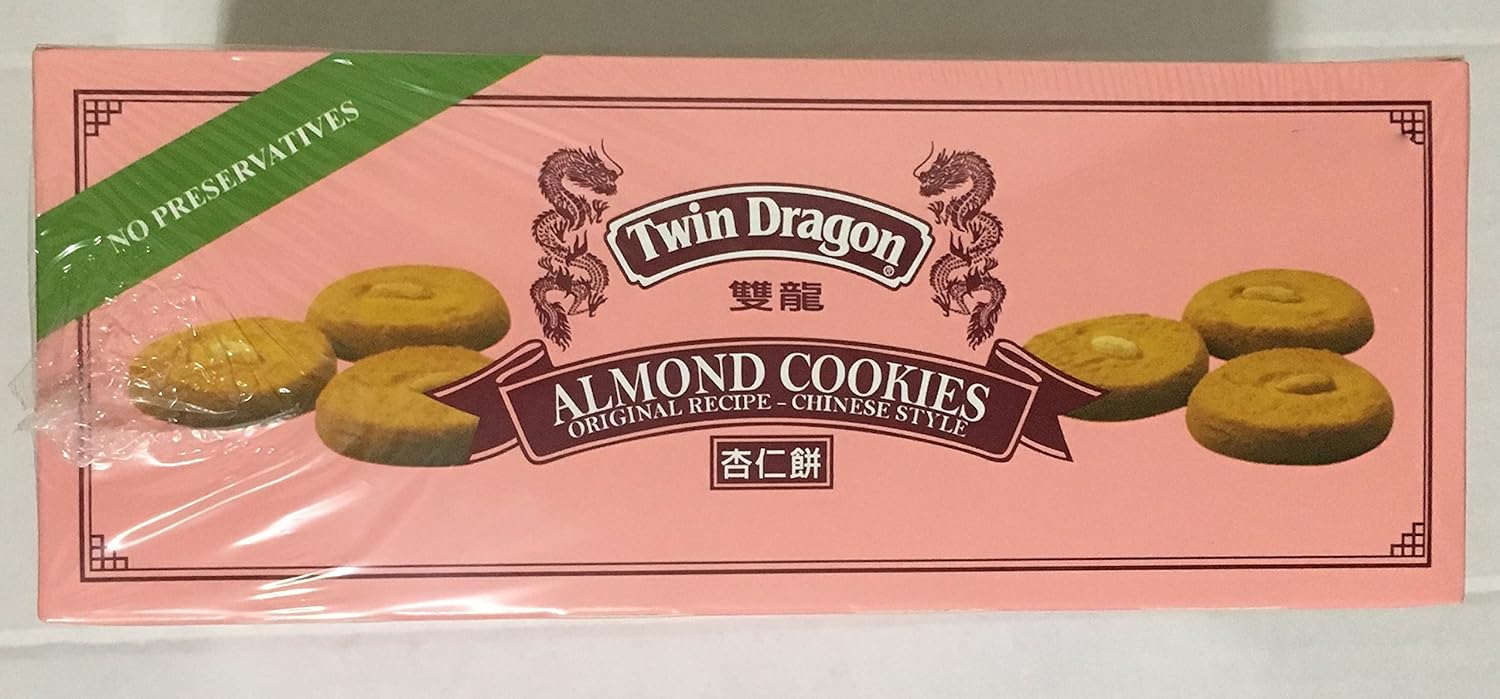 NO PRESERVATIVES
Twin Dragon®
雙龍
ALMOND COOKIES
ORIGINAL RECIPE – CHINESE STYLE
杏仁餅